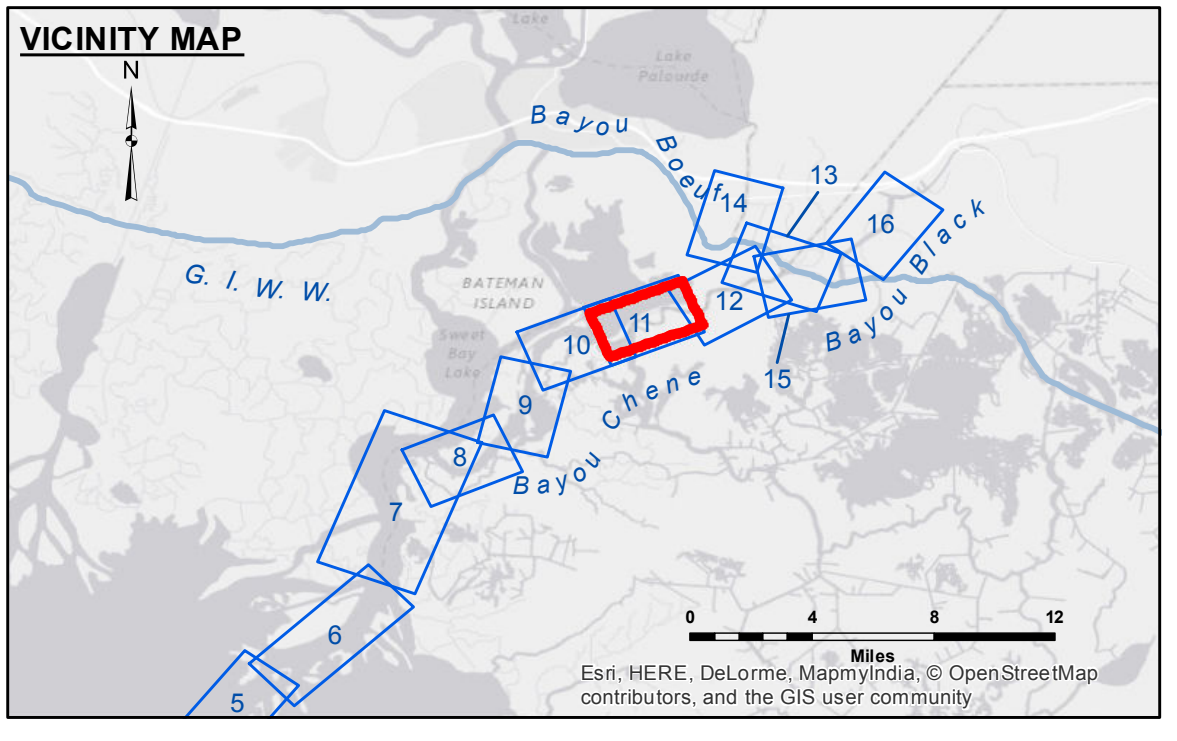 VICINITY MAP
N
Lake
Lake
Palourde
Bayou
Boeuf
13
14
16
Bayou Black
G. I. W. W.
BATEMAN
ISLAND
12
11
10
Sweet
Bay
Lake
15
9
Bayou Chene
8
7
6
5
0 4 8 12
Miles
Esri, HERE, DeLorme, MapmyIndia, © OpenStreetMap
contributors, and the GIS user community